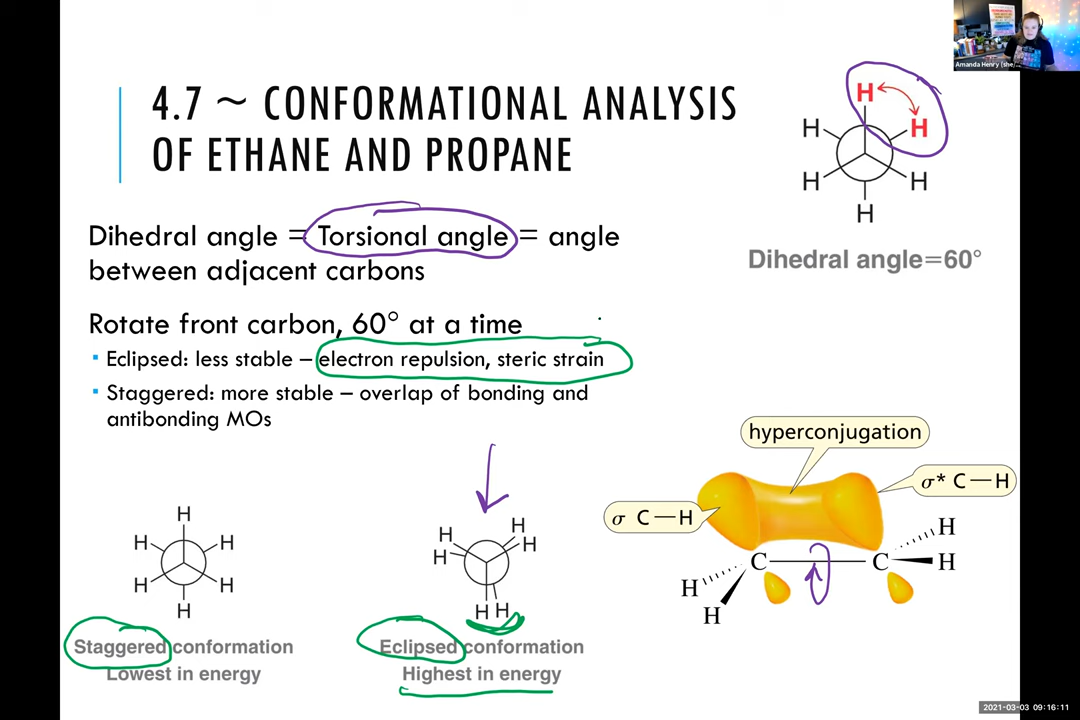 4.7 ~ CONFORMATIONAL ANALYSIS
OF ETHANE AND PROPANE
Amanda Henry (she
Dihedral angle = Torsional angle = angle
between adjacent carbons
Rotate front carbon, 60° at a time
▪ Eclipsed: less stable – electron repulsion, steric strain
▪ Staggered: more stable – overlap of bonding and
antibonding MOs
H
H H
H H
H
Dihedral angle=60°
H
H H
H H
H
Staggered conformation
Lowest in energy
H H
H H
H H
Eclipsed conformation
Highest in energy
hyperconjugation
σ* C—H
σ C—H
H
C C H
H
H
2021-03-03 09:16:11